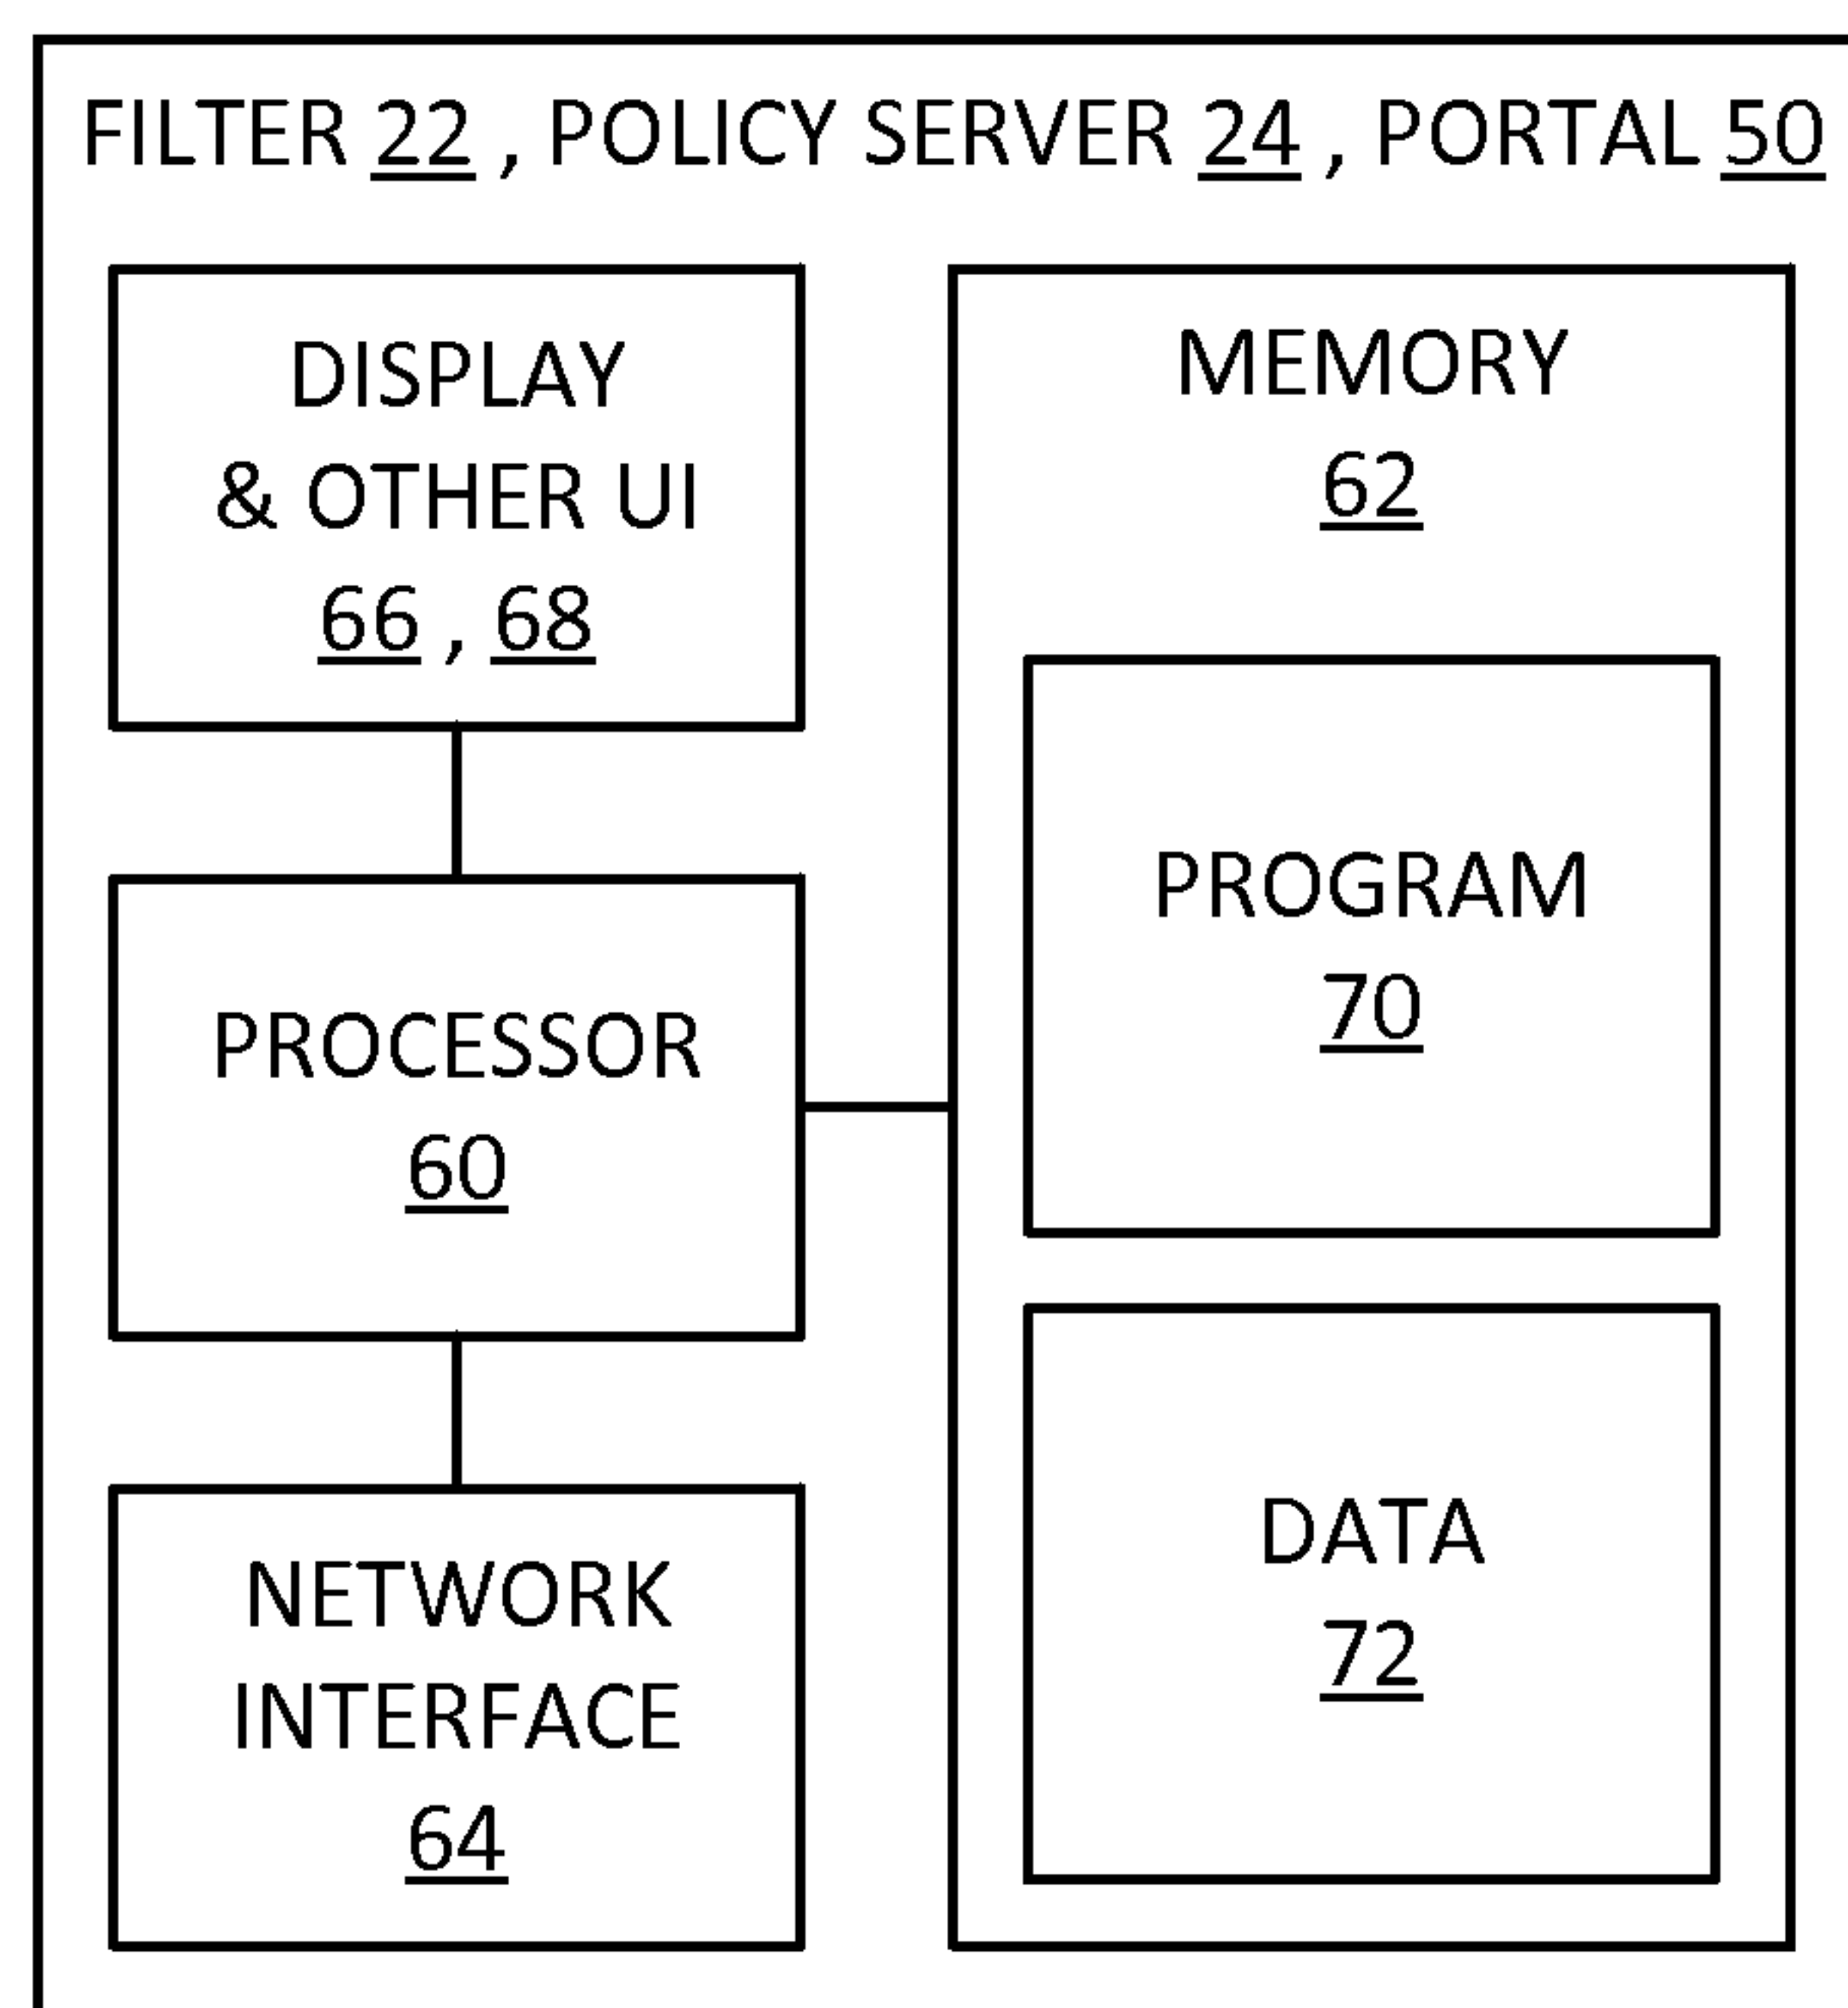 FILTER 22 , POLICY SERVER 24 , PORTAL 50
DISPLAY
& OTHER UI
66 , 68
PROCESSOR
60
NETWORK
INTERFACE
64
MEMORY
62
PROGRAM
70
DATA
72